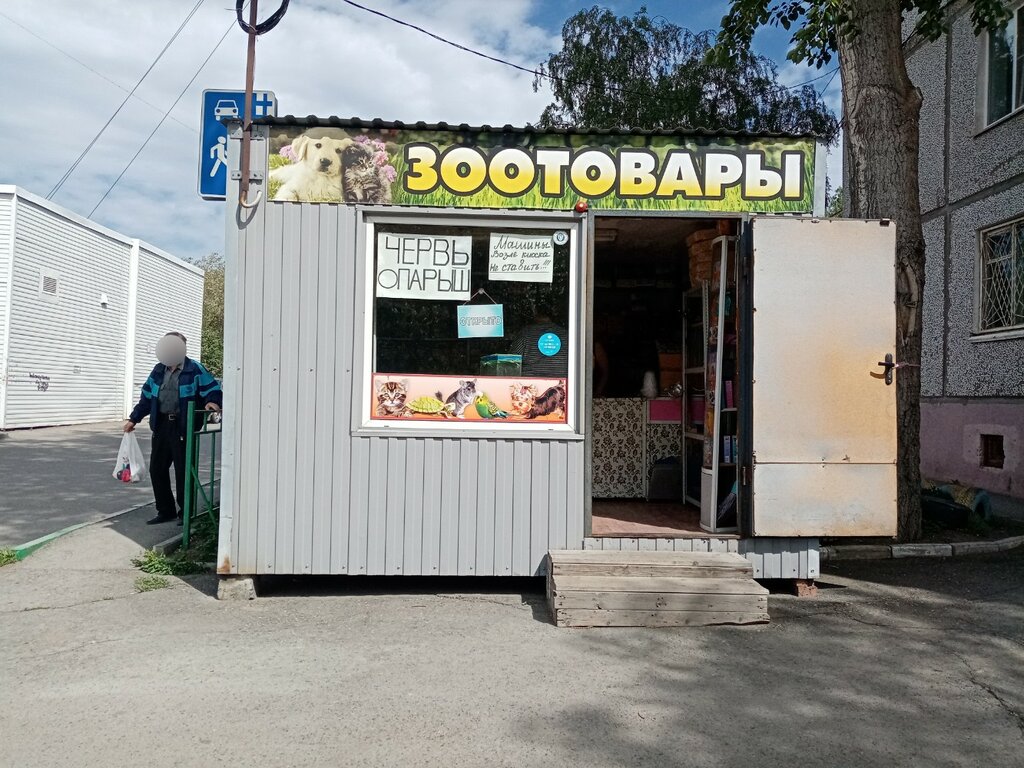 ЗООТОВАРЫ
ЧЕРВЬ
ОПАРЫШ
Машины
возле киоска
не ставить!!!
ОТКРЫТО